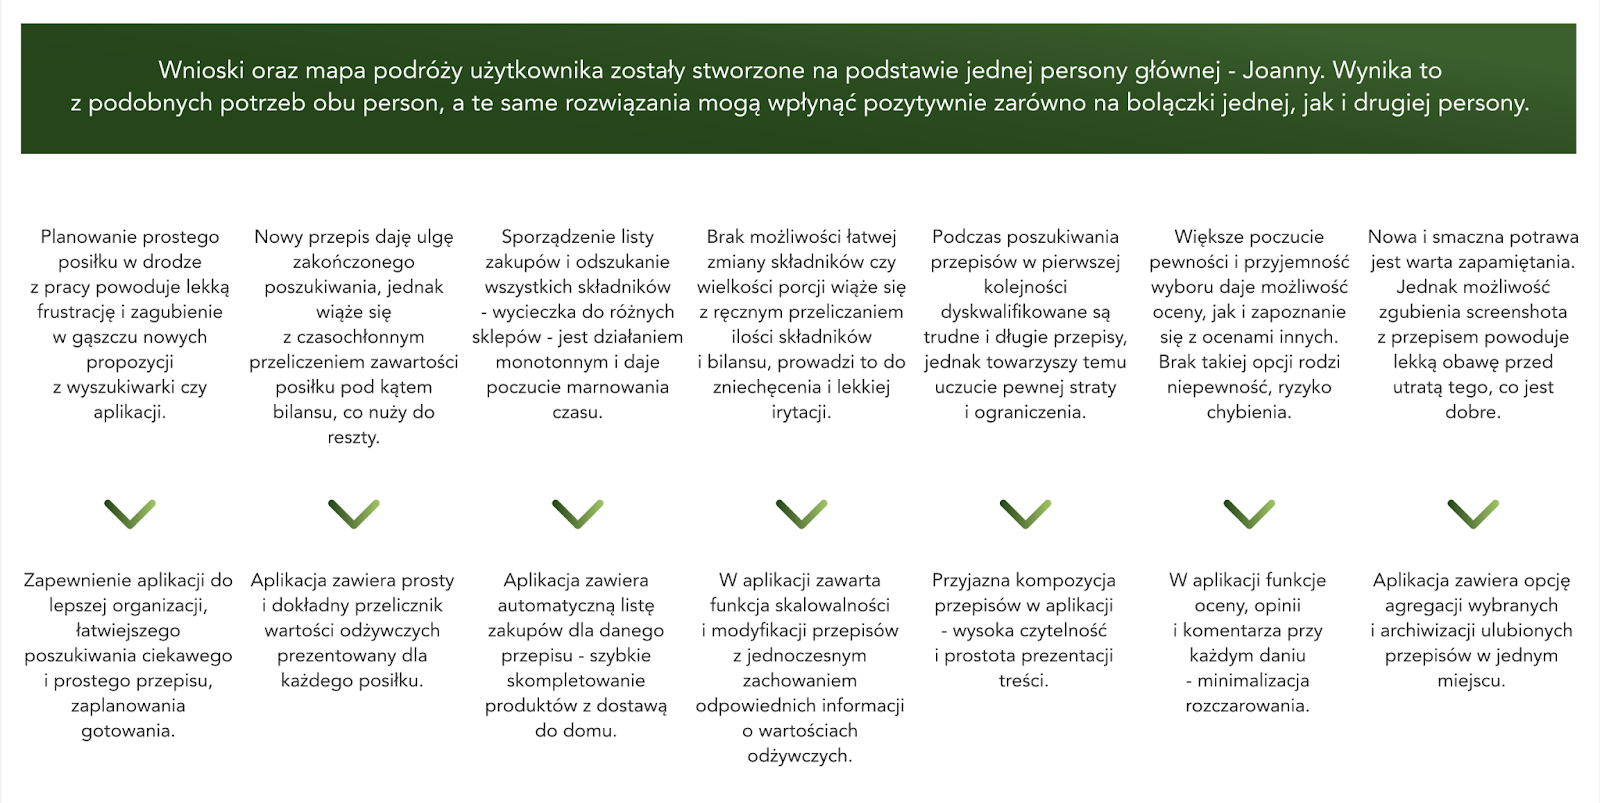 Wnioski oraz mapa podróży użytkownika zostały stworzone na podstawie jednej persony głównej - Joanny. Wynika to
z podobnych potrzeb obu person, a te same rozwiązania mogą wpłynąć pozytywnie zarówno na bolączki jednej, jak i drugiej persony.
Planowanie prostego
posiłku w drodze
z pracy powoduje lekką
frustrację i zagubienie
w gąszczu nowych
propozycji
z wyszukiwarki czy
aplikacji.
Nowy przepis daję ulgę
zakończonego
poszukiwania, jednak
wiąże się
z czasochłonnym
przeliczeniem zawartości
posiłku pod kątem
bilansu, co nuży do
reszty.
Sporządzenie listy
zakupów i odszukanie
wszystkich składników
- wycieczka do różnych
sklepów - jest działaniem
monotonnym i daje
poczucie marnowania
czasu.
Brak możliwości łatwej
zmiany składników czy
wielkości porcji wiąże się
z ręcznym przeliczaniem
ilości składników
i bilansu, prowadzi to do
zniechęcenia i lekkiej
irytacji.
Podczas poszukiwania
przepisów w pierwszej
kolejności
dyskwalifikowane są
trudne i długie przepisy,
jednak towarzyszy temu
uczucie pewnej straty
i ograniczenia.
Większe poczucie
pewności i przyjemność
wyboru daje możliwość
oceny, jak i zapoznanie
się z ocenami innych.
Brak takiej opcji rodzi
niepewność, ryzyko
chybienia.
Nowa i smaczna potrawa
jest warta zapamiętania.
Jednak możliwość
zgubienia screenshota
z przepisem powoduje
lekką obawę przed
utratą tego, co jest
dobre.
Zapewnienie aplikacji do
lepszej organizacji,
łatwiejszego
poszukiwania ciekawego
i prostego przepisu,
zaplanowania
gotowania.
Aplikacja zawiera prosty
i dokładny przelicznik
wartości odżywczych
prezentowany dla
każdego posiłku.
Aplikacja zawiera
automatyczną listę
zakupów dla danego
przepisu - szybkie
skompletowanie
produktów z dostawą
do domu.
W aplikacji zawarta
funkcja skalowalności
i modyfikacji przepisów
z jednoczesnym
zachowaniem
odpowiednich informacji
o wartościach
odżywczych.
Przyjazna kompozycja
przepisów w aplikacji
- wysoka czytelność
i prostota prezentacji
treści.
W aplikacji funkcje
oceny, opinii
i komentarza przy
każdym daniu
- minimalizacja
rozczarowania.
Aplikacja zawiera opcję
agregacji wybranych
i archiwizacji ulubionych
przepisów w jednym
miejscu.